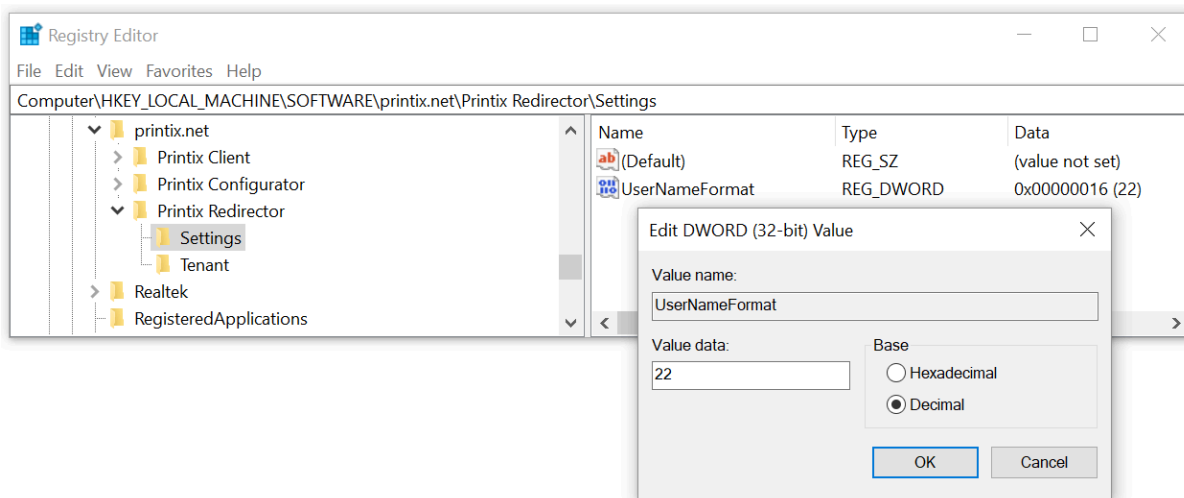 Registry Editor
File Edit View Favorites Help
Computer\HKEY_LOCAL_MACHINE\SOFTWARE\printix.net\Printix Redirector\Settings
printix.net
Printix Client
Printix Configurator
Printix Redirector
Settings
Tenant
Realtek
RegisteredApplications
Name Type Data
ab (Default) REG_SZ (value not set)
UserNameFormat REG_DWORD 0x00000016 (22)
Edit DWORD (32-bit) Value
Value name:
UserNameFormat
Value data:
22
Base
Hexadecimal
Decimal
OK Cancel